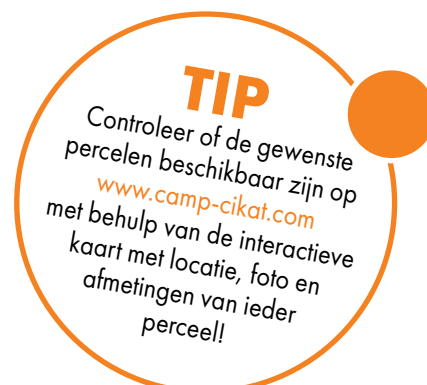 TIP
Controleer of de gewenste
percelen beschikbaar zijn op
www.camp-cikat.com
met behulp van de interactieve
kaart met locatie, foto en
afmetingen van ieder
perceel!